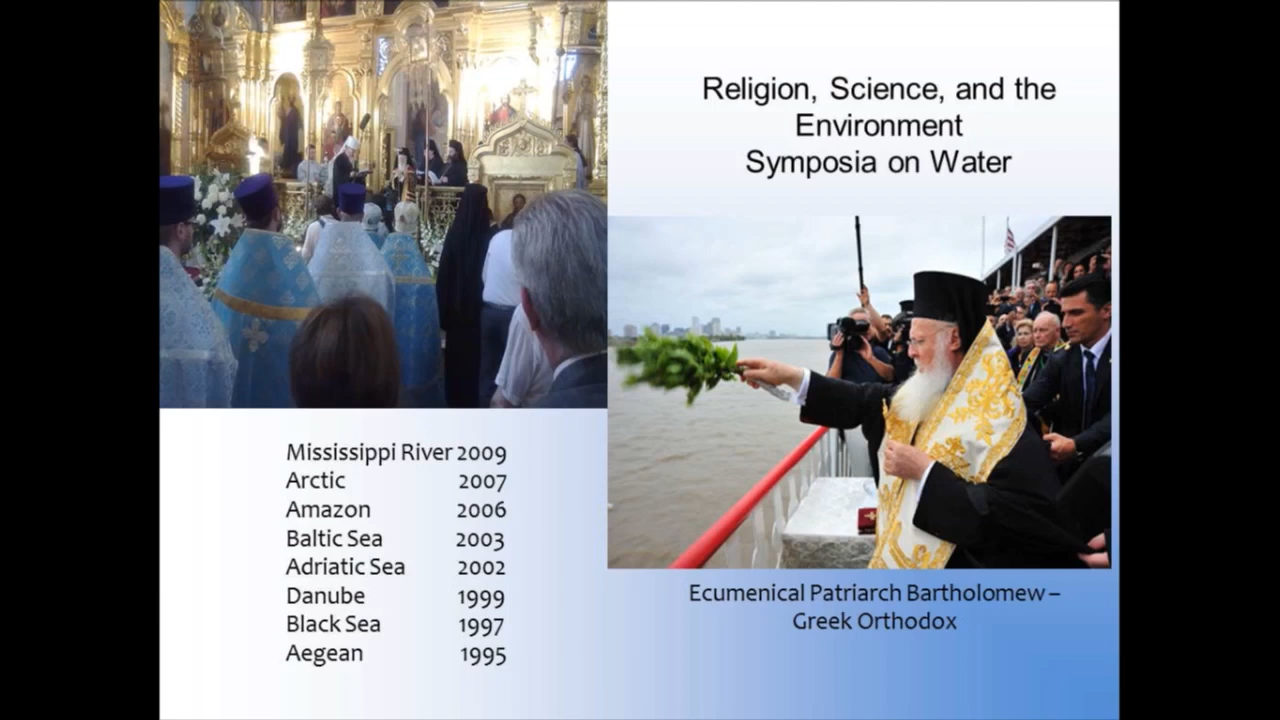 Religion, Science, and the
Environment
Symposia on Water
Mississippi River 2009
Arctic 2007
Amazon 2006
Baltic Sea 2003
Adriatic Sea 2002
Danube 1999
Black Sea 1997
Aegean 1995
Ecumenical Patriarch Bartholomew –
Greek Orthodox